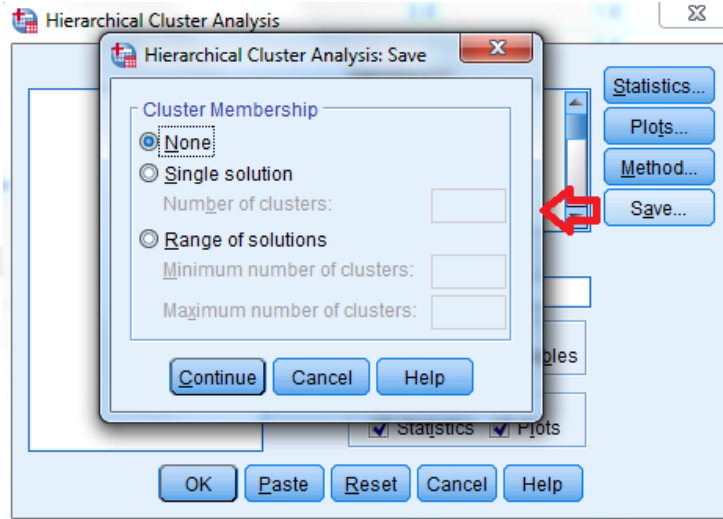 Hierarchical Cluster Analysis
Hierarchical Cluster Analysis: Save
Statistics...
Plots...
Method...
Save...
Cluster Membership
None
Single solution
Number of clusters:
Range of solutions
Minimum number of clusters:
Maximum number of clusters:
Continue Cancel Help
Statistics Plots
OK Paste Reset Cancel Help